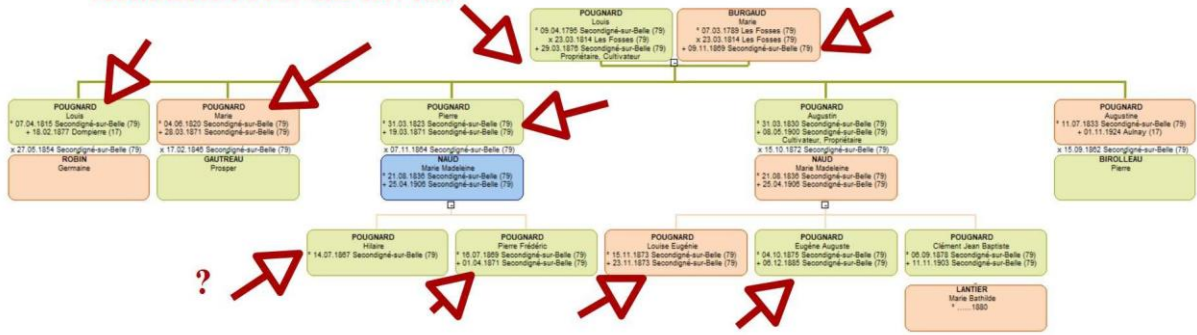 POUGNARD
Louis
* 09.04.1795 Secondigné-sur-Belle (79)
x 23.03.1814 Les Fosses (79)
+ 29.03.1876 Secondigné-sur-Belle (79)
Propriétaire, Cultivateur
BURGAUD
Marie
* 07.03.1789 Les Fosses (79)
x 23.03.1814 Les Fosses (79)
+ 09.11.1869 Secondigné-sur-Belle (79)
POUGNARD
Louis
* 07.04.1815 Secondigné-sur-Belle (79)
+ 18.02.1877 Dompierre (17)
x 27.05.1854 Secondigné-sur-Belle (79)
ROBIN
Germaine
POUGNARD
Marie
* 04.06.1820 Secondigné-sur-Belle (79)
+ 28.03.1871 Secondigné-sur-Belle (79)
x 17.02.1846 Secondigné-sur-Belle (79)
GAUTREAU
Prosper
POUGNARD
Pierre
* 31.03.1823 Secondigné-sur-Belle (79)
+ 19.03.1871 Secondigné-sur-Belle (79)
x 07.11.1864 Secondigné-sur-Belle (79)
NAUD
Marie Madeleine
* 21.08.1836 Secondigné-sur-Belle (79)
+ 25.04.1906 Secondigné-sur-Belle (79)
POUGNARD
Augustin
* 31.03.1830 Secondigné-sur-Belle (79)
+ 08.05.1900 Secondigné-sur-Belle (79)
Cultivateur, Propriétaire
x 15.10.1872 Secondigné-sur-Belle (79)
NAUD
Marie Madeleine
* 21.08.1836 Secondigné-sur-Belle (79)
+ 25.04.1906 Secondigné-sur-Belle (79)
POUGNARD
Augustine
* 11.07.1833 Secondigné-sur-Belle (79)
+ 01.11.1924 Aulnay (17)
x 15.09.1862 Secondigné-sur-Belle (79)
BIROLLEAU
Pierre
POUGNARD
Hilaire
* 14.07.1867 Secondigné-sur-Belle (79)
POUGNARD
Pierre Frédéric
* 16.07.1869 Secondigné-sur-Belle (79)
+ 01.04.1871 Secondigné-sur-Belle (79)
POUGNARD
Louise Eugénie
* 15.11.1873 Secondigné-sur-Belle (79)
+ 23.11.1873 Secondigné-sur-Belle (79)
POUGNARD
Eugène Auguste
* 04.10.1875 Secondigné-sur-Belle (79)
+ 06.12.1885 Secondigné-sur-Belle (79)
POUGNARD
Clément Jean Baptiste
* 06.09.1878 Secondigné-sur-Belle (79)
+ 11.11.1903 Secondigné-sur-Belle (79)
LANTIER
Marie Bathilde
* ......1880
?